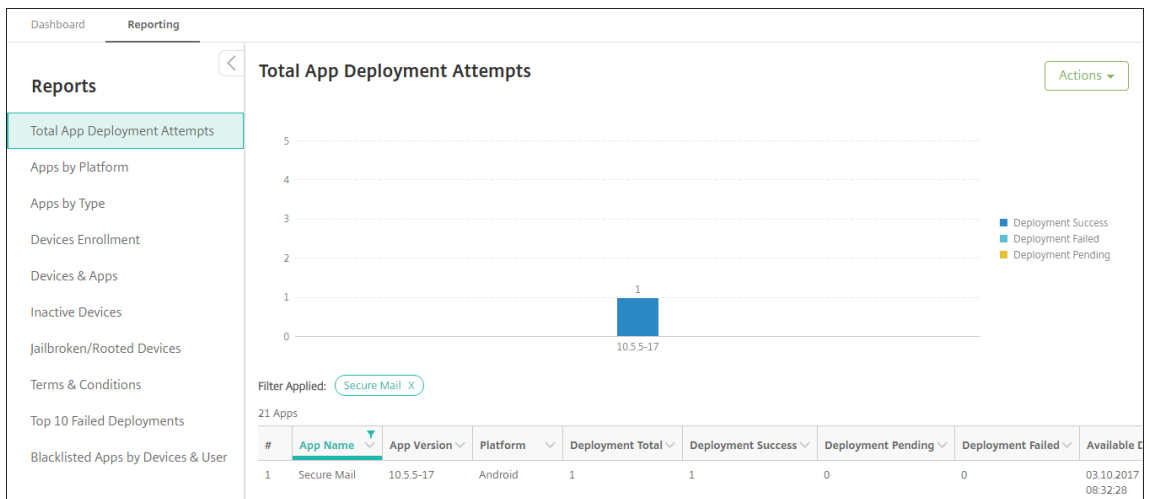 Dashboard Reporting
Reports
Total App Deployment Attempts
Apps by Platform
Apps by Type
Devices Enrollment
Devices & Apps
Inactive Devices
Jailbroken/Rooted Devices
Terms & Conditions
Top 10 Failed Deployments
Blacklisted Apps by Devices & User
Total App Deployment Attempts
Actions
5
4
3
2
1
0
1
10.5.5-17
Deployment Success
Deployment Failed
Deployment Pending
Filter Applied: Secure Mail X
21 Apps
# App Name App Version Platform Deployment Total Deployment Success Deployment Pending Deployment Failed Available D
1 Secure Mail 10.5.5-17 Android 1 1 0 0 03.10.2017
08:32:28